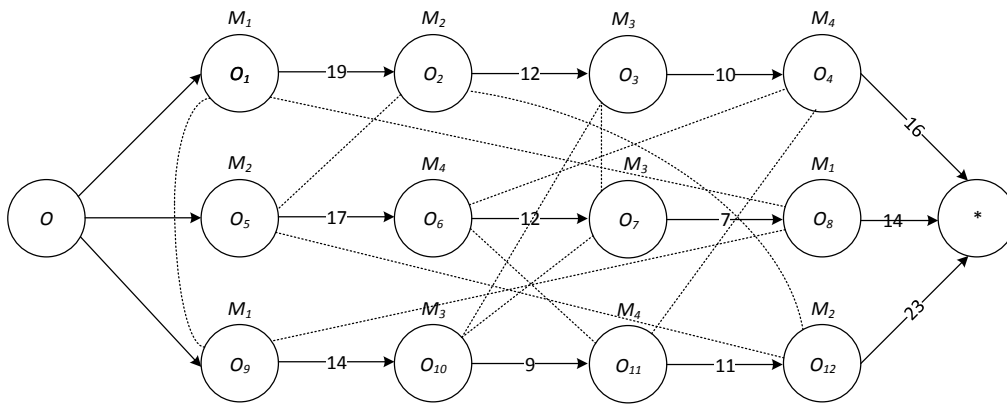 M1 M2 M3 M4
O1 19 O2 12 O3 10 O4
16
M2 M4 M3 M1
O O5 17 O6 12 O7 7 O8 14 *
M1 M3 M4 M2
23
O9 14 O10 9 O11 11 O12